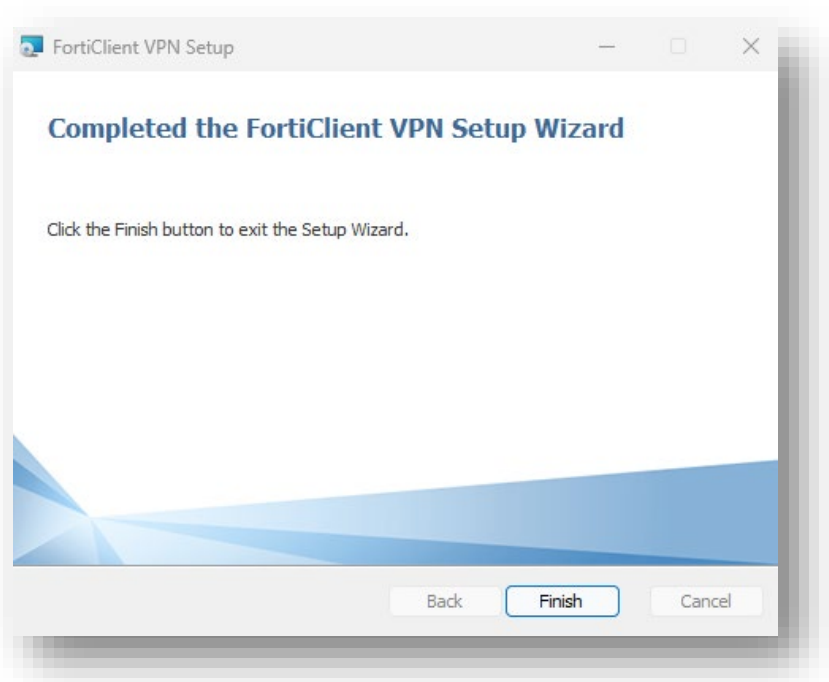 FortiClient VPN Setup
Completed the FortiClient VPN Setup Wizard
Click the Finish button to exit the Setup Wizard.
Back Finish Cancel